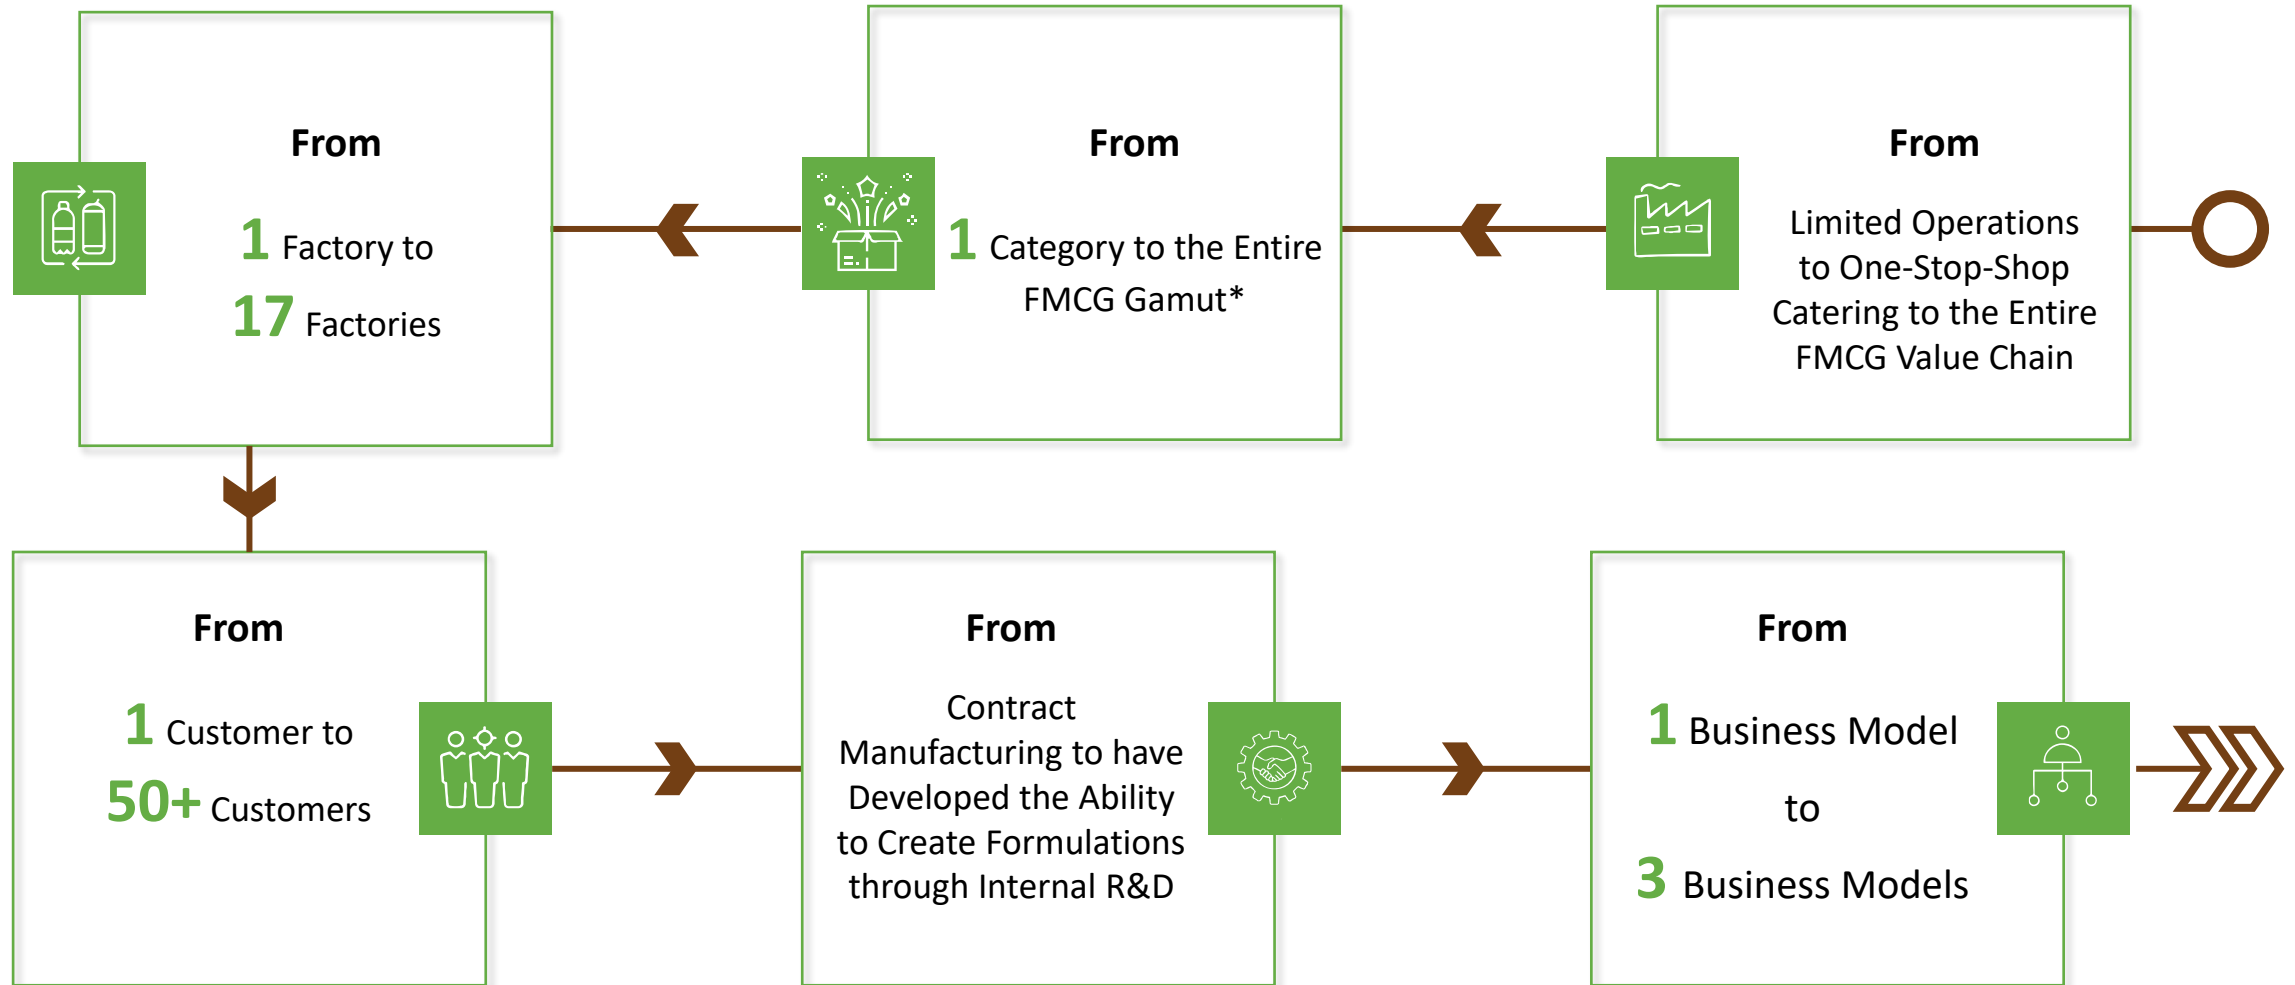 From
1 Factory to
17 Factories
From
1 Category to the Entire
FMCG Gamut*
From
Limited Operations
to One-Stop-Shop
Catering to the Entire
FMCG Value Chain
From
1 Customer to
50+ Customers
From
Contract
Manufacturing to have
Developed the Ability
to Create Formulations
through Internal R&D
From
1 Business Model
to
3 Business Models